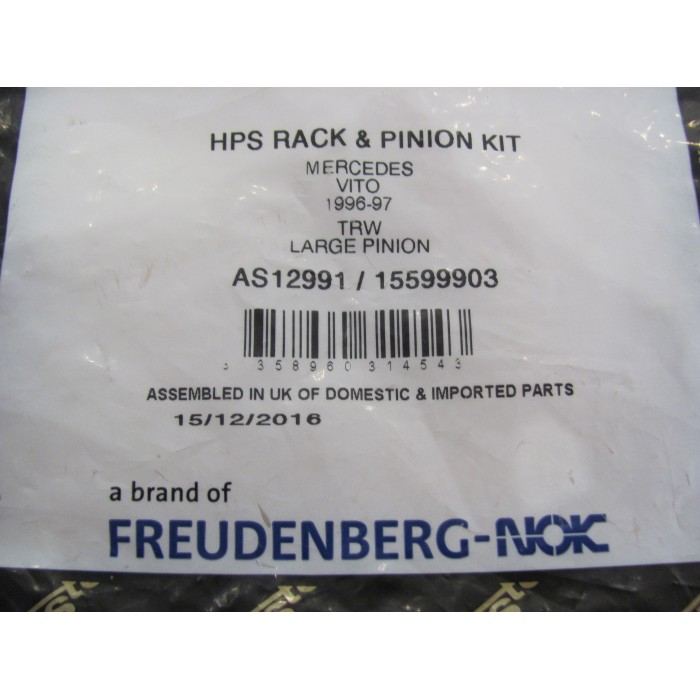 HPS RACK & PINION KIT
MERCEDES
VITO
1996-97
TRW
LARGE PINION
AS12991 / 15599903
3 358960 314543
ASSEMBLED IN UK OF DOMESTIC & IMPORTED PARTS
15/12/2016
a brand of
FREUDENBERG-NOK